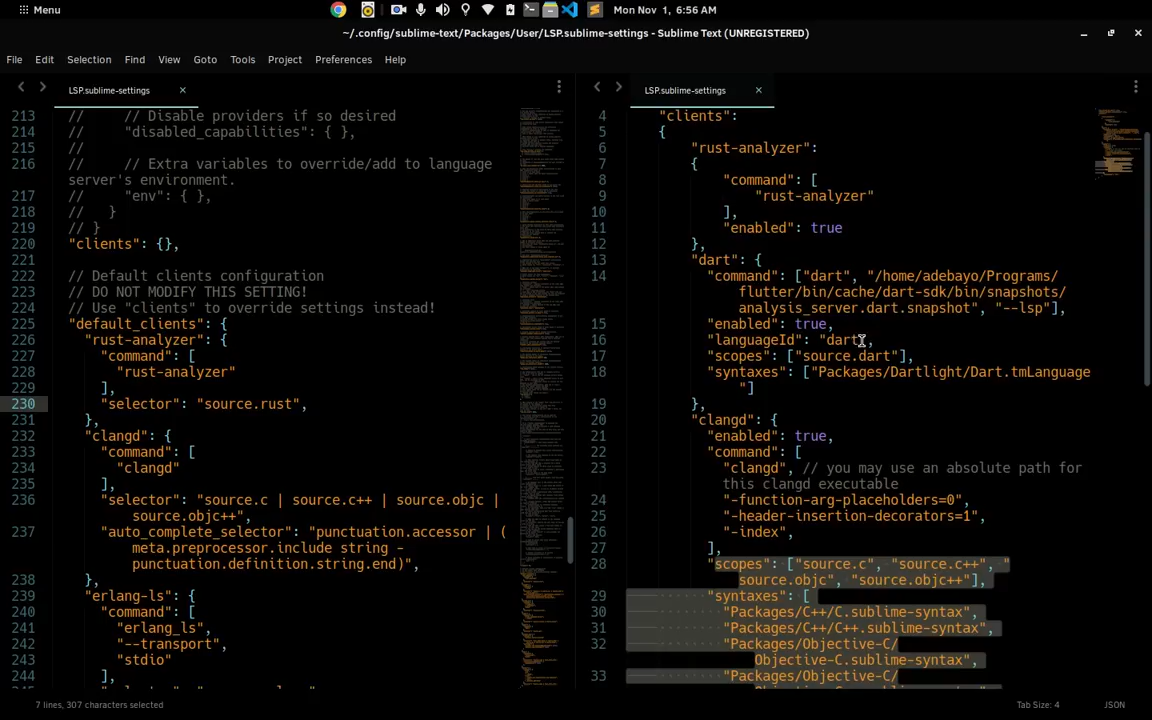 Menu
Mon Nov 1, 6:56 AM
~/.config/sublime-text/Packages/User/LSP.sublime-settings - Sublime Text (UNREGISTERED)
File Edit Selection Find View Goto Tools Project Preferences Help
LSP.sublime-settings
213 //      // Disable providers if so desired
214 //      "disabled_capabilities": { },
215 //
216 //      // Extra variables to override/add to language
server's environment.
217 //      "env": { },
218 //    }
219 // }
220 "clients": {},
221
222 // Default clients configuration
223 // DO NOT MODIFY THIS SETTING!
224 // Use "clients" to override settings instead!
225 "default_clients": {
226   "rust-analyzer": {
227     "command": [
228       "rust-analyzer"
229     ],
230     "selector": "source.rust",
231   },
232   "clangd": {
233     "command": [
234       "clangd"
235     ],
236     "selector": "source.c | source.c++ | source.objc |
source.objc++",
237     "auto_complete_selector": "punctuation.accessor | (
meta.preprocessor.include string -
punctuation.definition.string.end)",
238   },
239   "erlang-ls": {
240     "command": [
241       "erlang_ls",
242       "--transport",
243       "stdio"
244     ],
LSP.sublime-settings
4 "clients":
5 {
6     "rust-analyzer":
7     {
8         "command": [
9             "rust-analyzer"
10         ],
11         "enabled": true
12     },
13     "dart": {
14       "command": ["dart", "/home/adebayo/Programs/
flutter/bin/cache/dart-sdk/bin/snapshots/
analysis_server.dart.snapshot", "--lsp"],
15       "enabled": true,
16       "languageId": "dart",
17       "scopes": ["source.dart"],
18       "syntaxes": ["Packages/Dartlight/Dart.tmLanguage
"]
19     },
20     "clangd": {
21       "enabled": true,
22       "command": [
23         "clangd", // you may use an absolute path for
this clangd executable
24         "-function-arg-placeholders=0",
25         "-header-insertion-decorators=1",
26         "-index",
27       ],
28       "scopes": ["source.c", "source.c++", "
source.objc", "source.objc++"],
29       "syntaxes": [
30         "Packages/C++/C.sublime-syntax",
31         "Packages/C++/C++.sublime-syntax",
32         "Packages/Objective-C/
Objective-C.sublime-syntax",
33         "Packages/Objective-C/
7 lines, 307 characters selected
Tab Size: 4
JSON